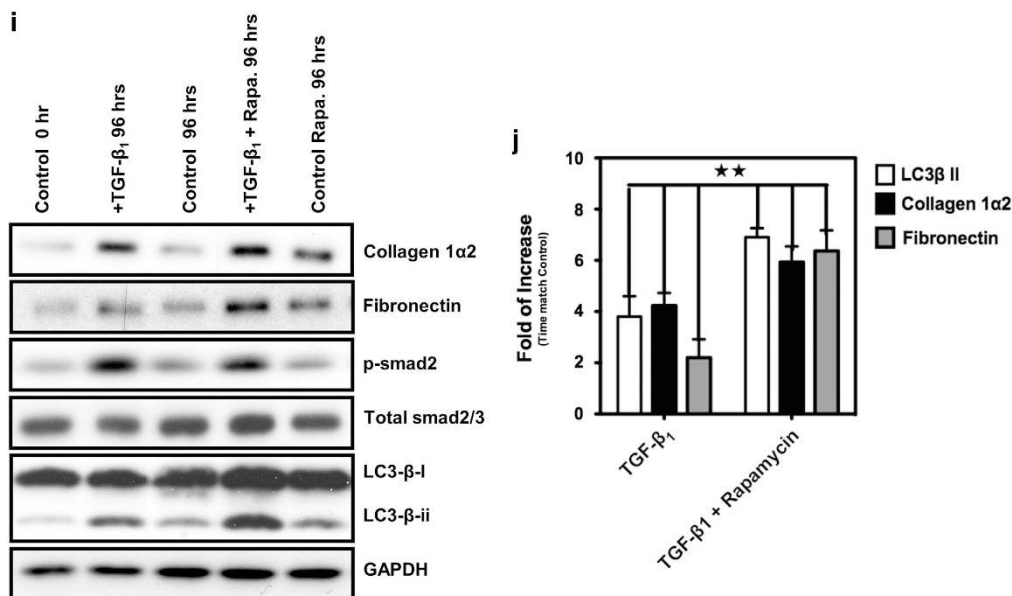 i
Control 0 hr
+TGF-β₁ 96 hrs
Control 96 hrs
+TGF-β₁ + Rapa. 96 hrs
Control Rapa. 96 hrs
Collagen 1α2
Fibronectin
p-smad2
Total smad2/3
LC3-β-I
LC3-β-ii
GAPDH
j
10
8
6
4
2
0
Fold of Increase
(Time match Control)
★★
LC3β II
Collagen 1α2
Fibronectin
TGF-β₁
TGF-β1 + Rapamycin